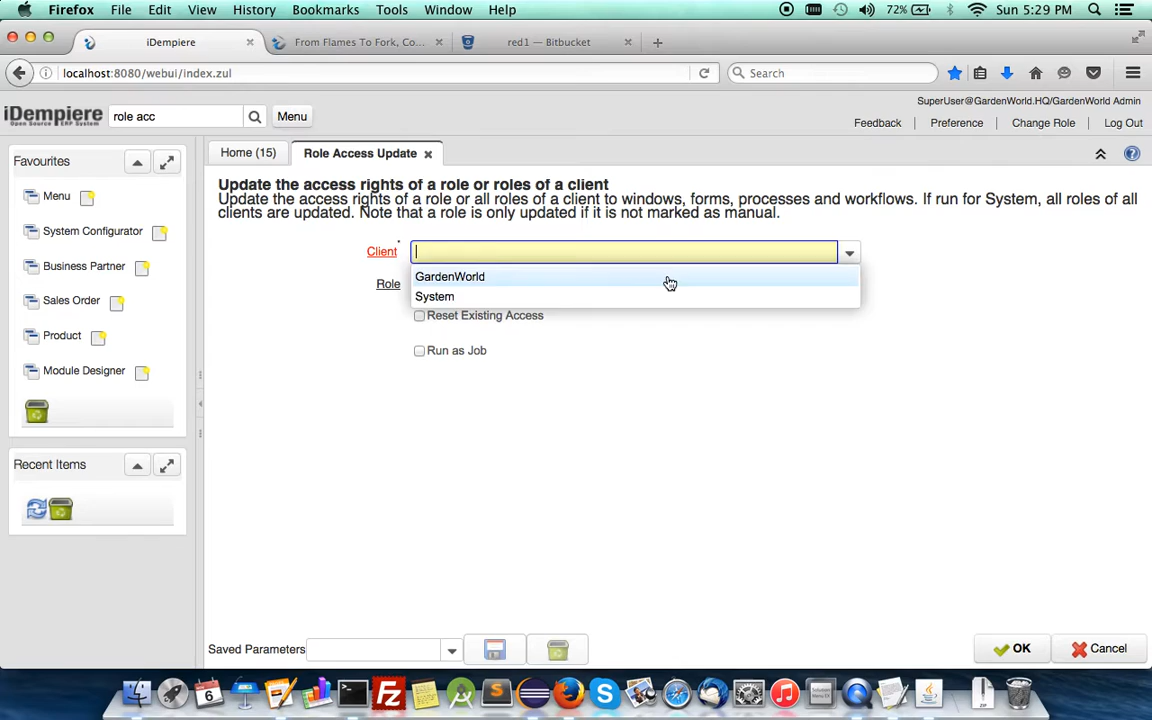 Firefox File Edit View History Bookmarks Tools Window Help 72% Sun 5:29 PM
iDempiere From Flames To Fork, Co... red1 — Bitbucket
localhost:8080/webui/index.zul Search
SuperUser@GardenWorld.HQ/GardenWorld Admin
iDempiere role acc Menu
Open Source ERP System
Feedback Preference Change Role Log Out
Favourites
Home (15) Role Access Update
Update the access rights of a role or roles of a client
Update the access rights of a role or all roles of a client to windows, forms, processes and workflows. If run for System, all roles of all
clients are updated. Note that a role is only updated if it is not marked as manual.
Menu
System Configurator
Business Partner
Sales Order
Product
Module Designer
Client
GardenWorld
Role
System
Reset Existing Access
Run as Job
Recent Items
Saved Parameters
OK Cancel
6